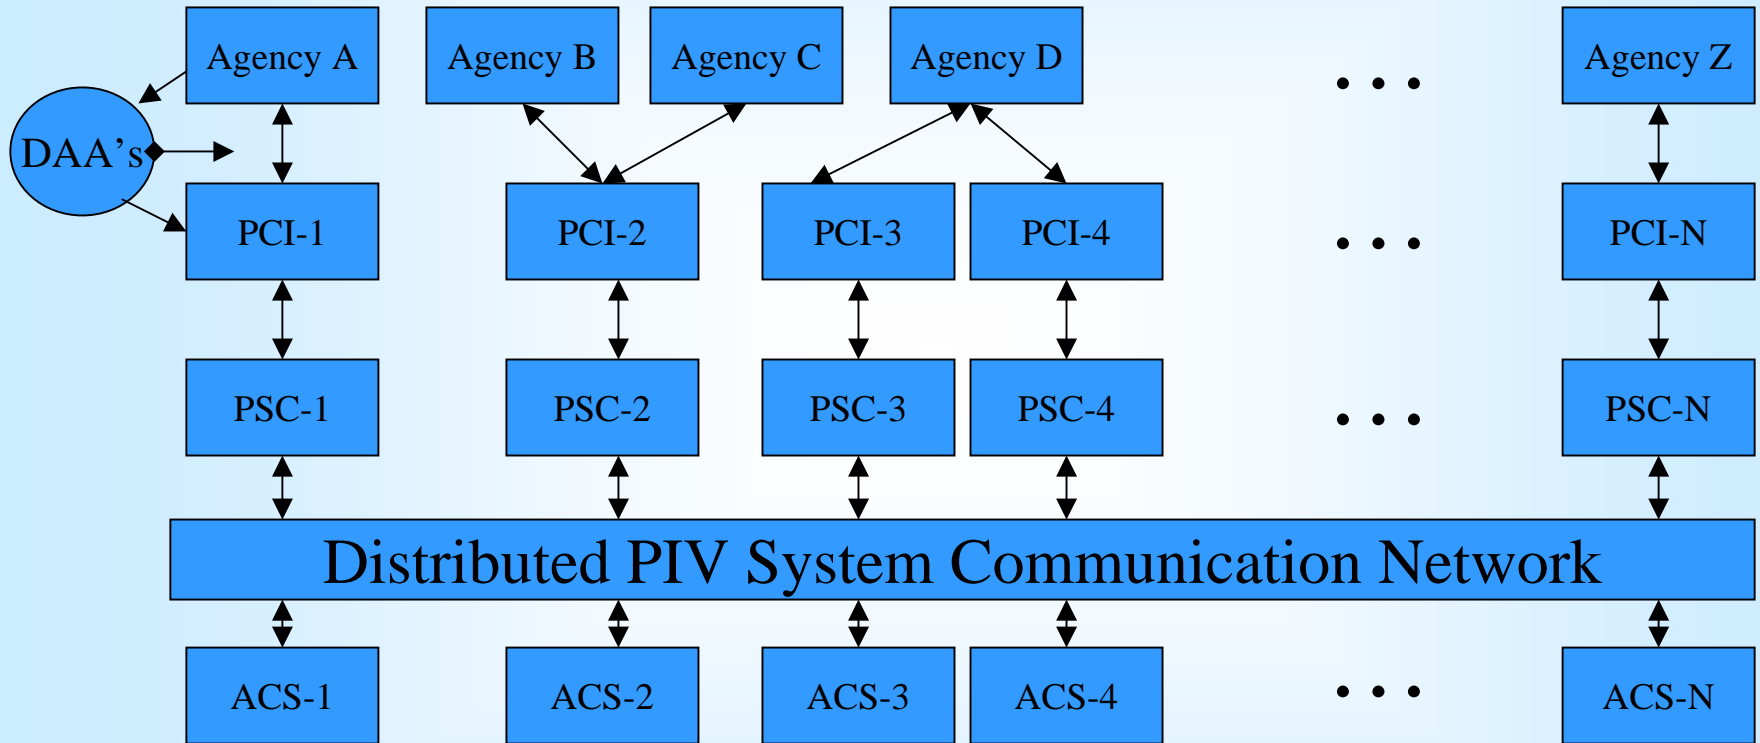 Agency A
Agency B
Agency C
Agency D
. . .
Agency Z
DAA's
PCI-1
PCI-2
PCI-3
PCI-4
. . .
PCI-N
PSC-1
PSC-2
PSC-3
PSC-4
. . .
PSC-N
Distributed PIV System Communication Network
ACS-1
ACS-2
ACS-3
ACS-4
. . .
ACS-N